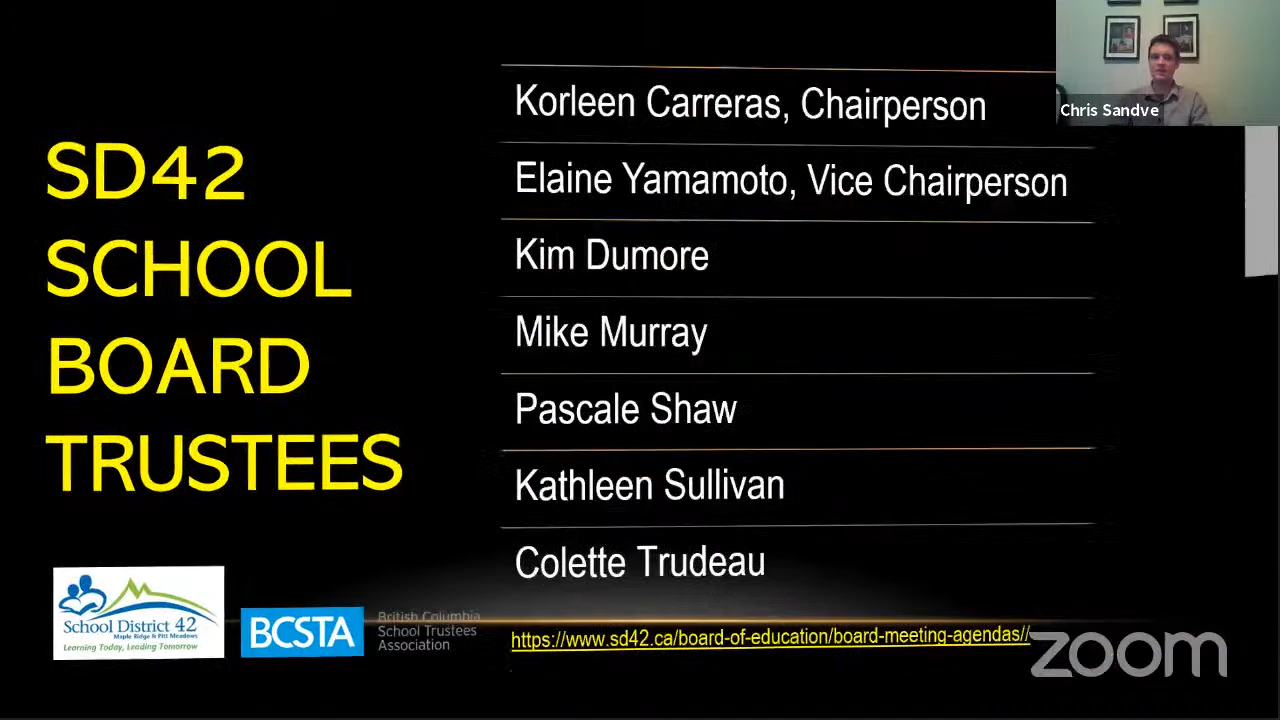 SD42
SCHOOL
BOARD
TRUSTEES
Korleen Carreras, Chairperson
Elaine Yamamoto, Vice Chairperson
Kim Dumore
Mike Murray
Pascale Shaw
Kathleen Sullivan
Colette Trudeau
Chris Sandve
School District 42
Maple Ridge & Pitt Meadows
Learning Today, Leading Tomorrow
BCSTA
British Columbia
School Trustees
Association
https://www.sd42.ca/board-of-education/board-meeting-agendas//
zoom